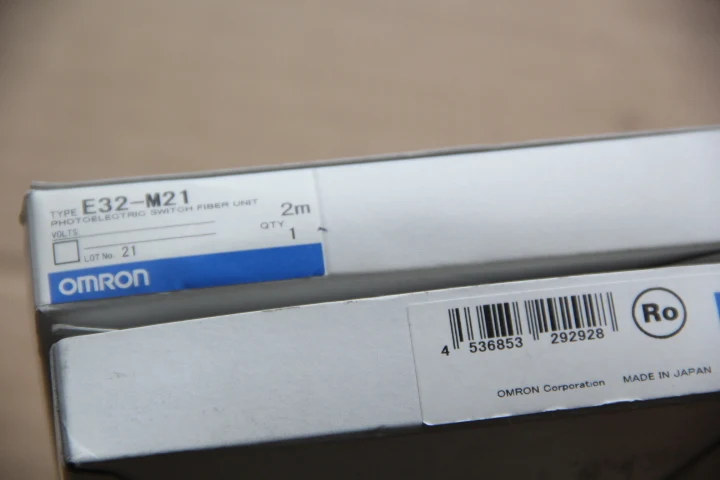 TYPE E32-M21
PHOTOELECTRIC SWITCH FIBER UNIT
2m
VOLTS
QTY 1
LOT No. 21
OMRON
4 536853 292928
Ro
OMRON Corporation MADE IN JAPAN